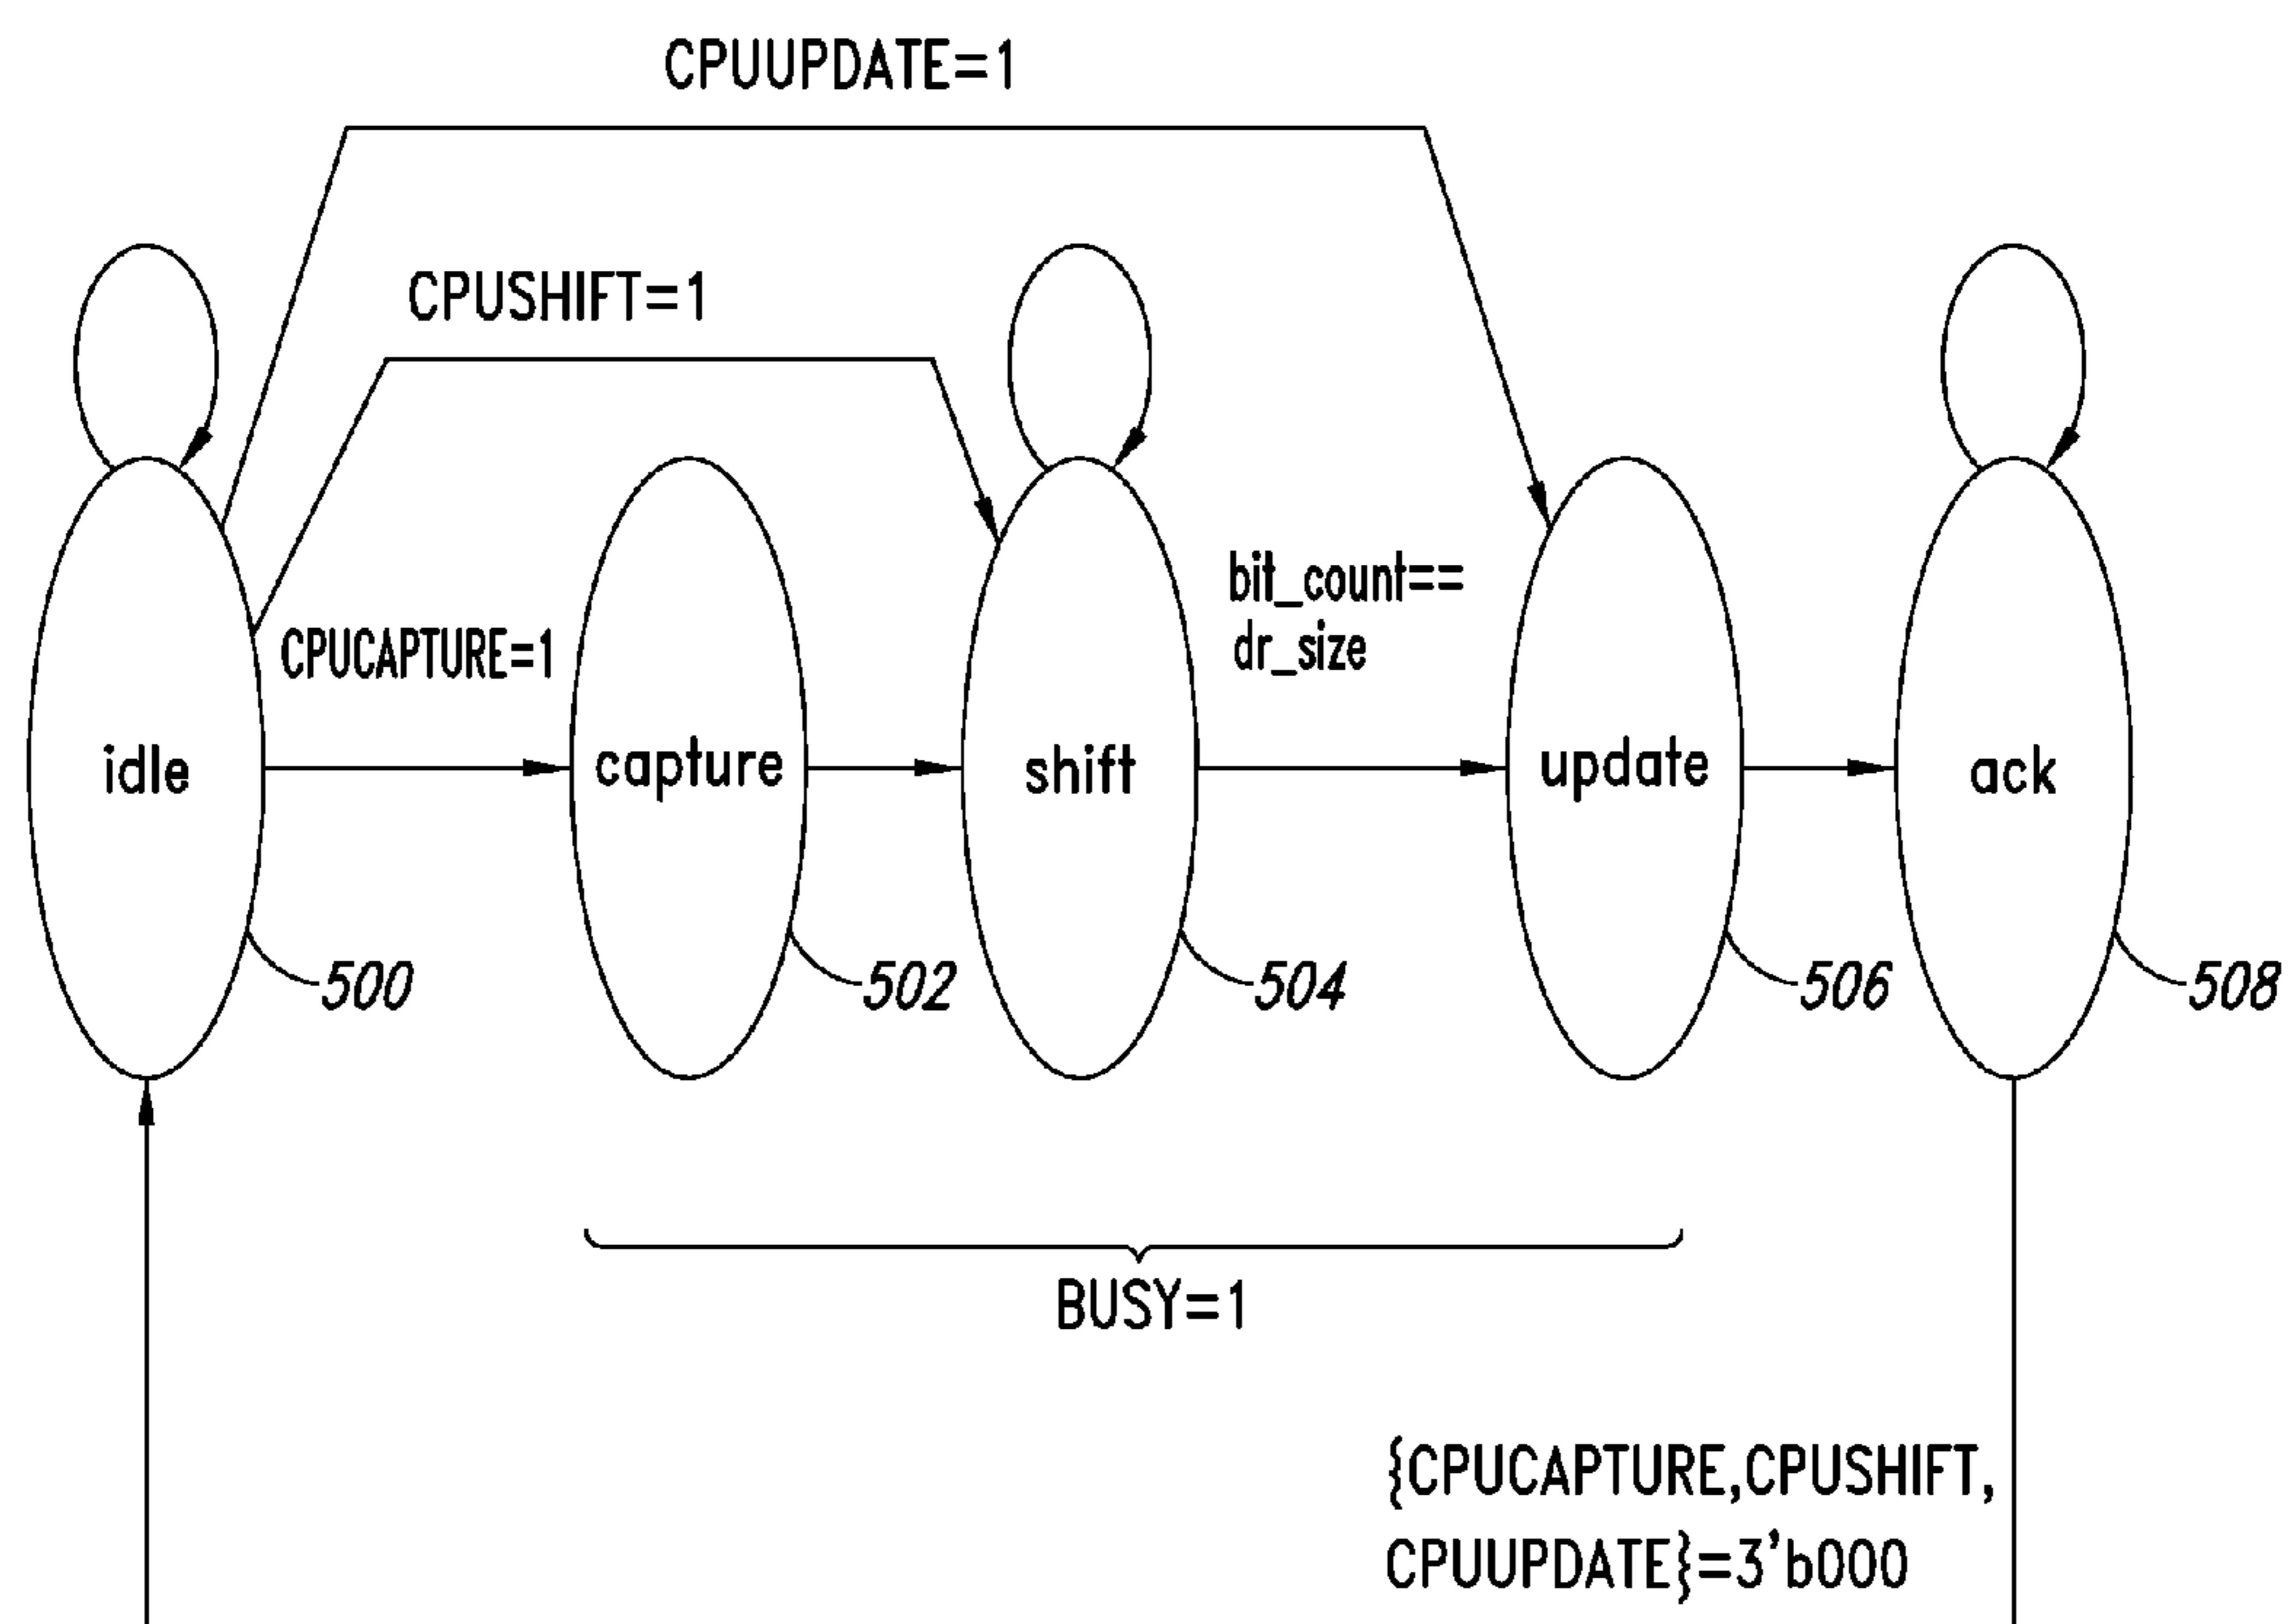 CPUUPDATE=1
CPUSHIFT=1
bit_count==
dr_size
CPUCAPTURE=1
idle
capture
shift
update
ack
500
502
504
506
508
BUSY=1
{CPUCAPTURE,CPUSHIFT,
CPUUPDATE}=3'b000